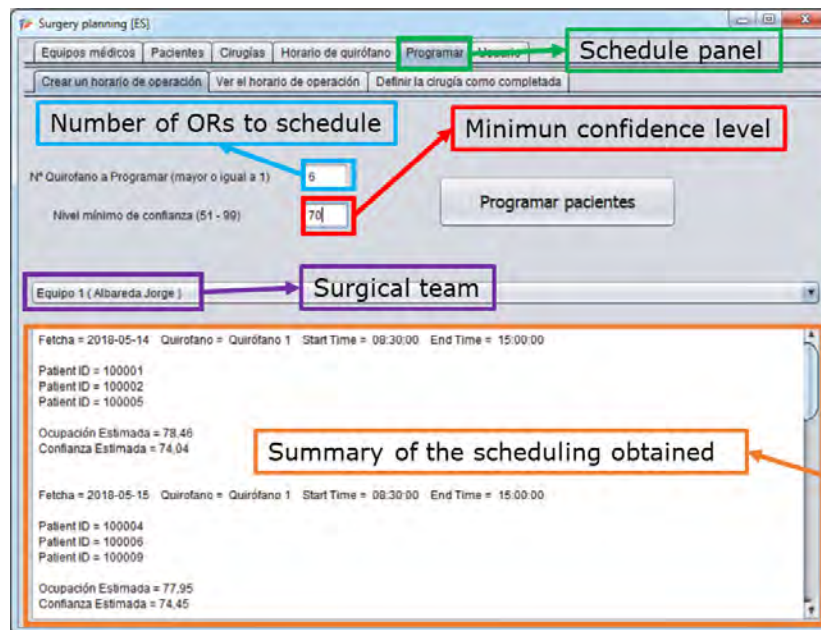 Surgery planning [ES]
Equipos médicos Pacientes Cirugías Horario de quirófano Programar Usuario Schedule panel
Crear un horario de operación Ver el horario de operación Definir la cirugía como completada
Number of ORs to schedule Minimun confidence level
Nº Quirofano a Programar (mayor o igual a 1) 6
Nivel mínimo de confianza (51 - 99) 70 Programar pacientes
Equipo 1 ( Albareda Jorge ) Surgical team
Fetcha = 2018-05-14 Quirofano = Quirófano 1 Start Time = 08:30:00 End Time = 15:00:00
Patient ID = 100001
Patient ID = 100002
Patient ID = 100005
Ocupación Estimada = 78,46
Confianza Estimada = 74,04
Summary of the scheduling obtained
Fetcha = 2018-05-15 Quirofano = Quirófano 1 Start Time = 08:30:00 End Time = 15:00:00
Patient ID = 100004
Patient ID = 100006
Patient ID = 100009
Ocupación Estimada = 77,95
Confianza Estimada = 74,45